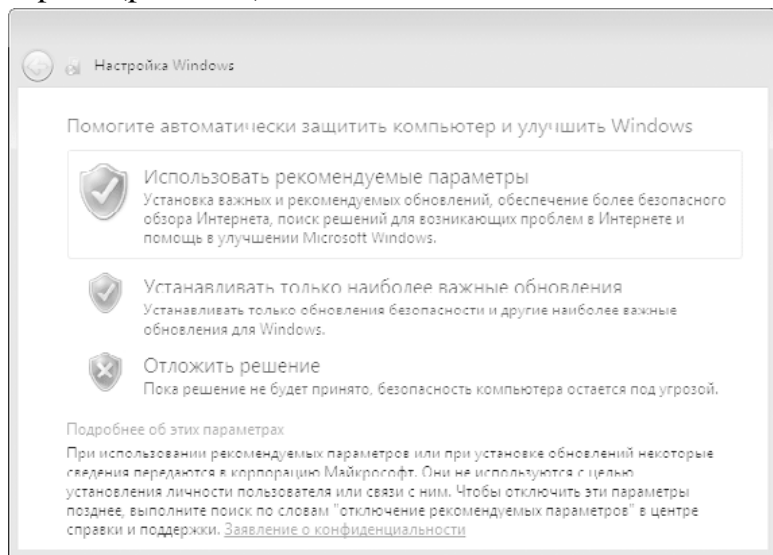 Настройка Windows
Помогите автоматически защитить компьютер и улучшить Windows
Использовать рекомендуемые параметры
Установка важных и рекомендуемых обновлений, обеспечение более безопасного
обзора Интернета, поиск решений для возникающих проблем в Интернете и
помощь в улучшении Microsoft Windows.
Устанавливать только наиболее важные обновления
Устанавливать только обновления безопасности и другие наиболее важные
обновления для Windows.
Отложить решение
Пока решение не будет принято, безопасность компьютера остается под угрозой.
Подробнее об этих параметрах
При использовании рекомендуемых параметров или при установке обновлений некоторые
сведения передаются в корпорацию Майкрософт. Они не используются с целью
установления личности пользователя или связи с ним. Чтобы отключить эти параметры
позднее, выполните поиск по словам "отключение рекомендуемых параметров" в центре
справки и поддержки. Заявление о конфиденциальности